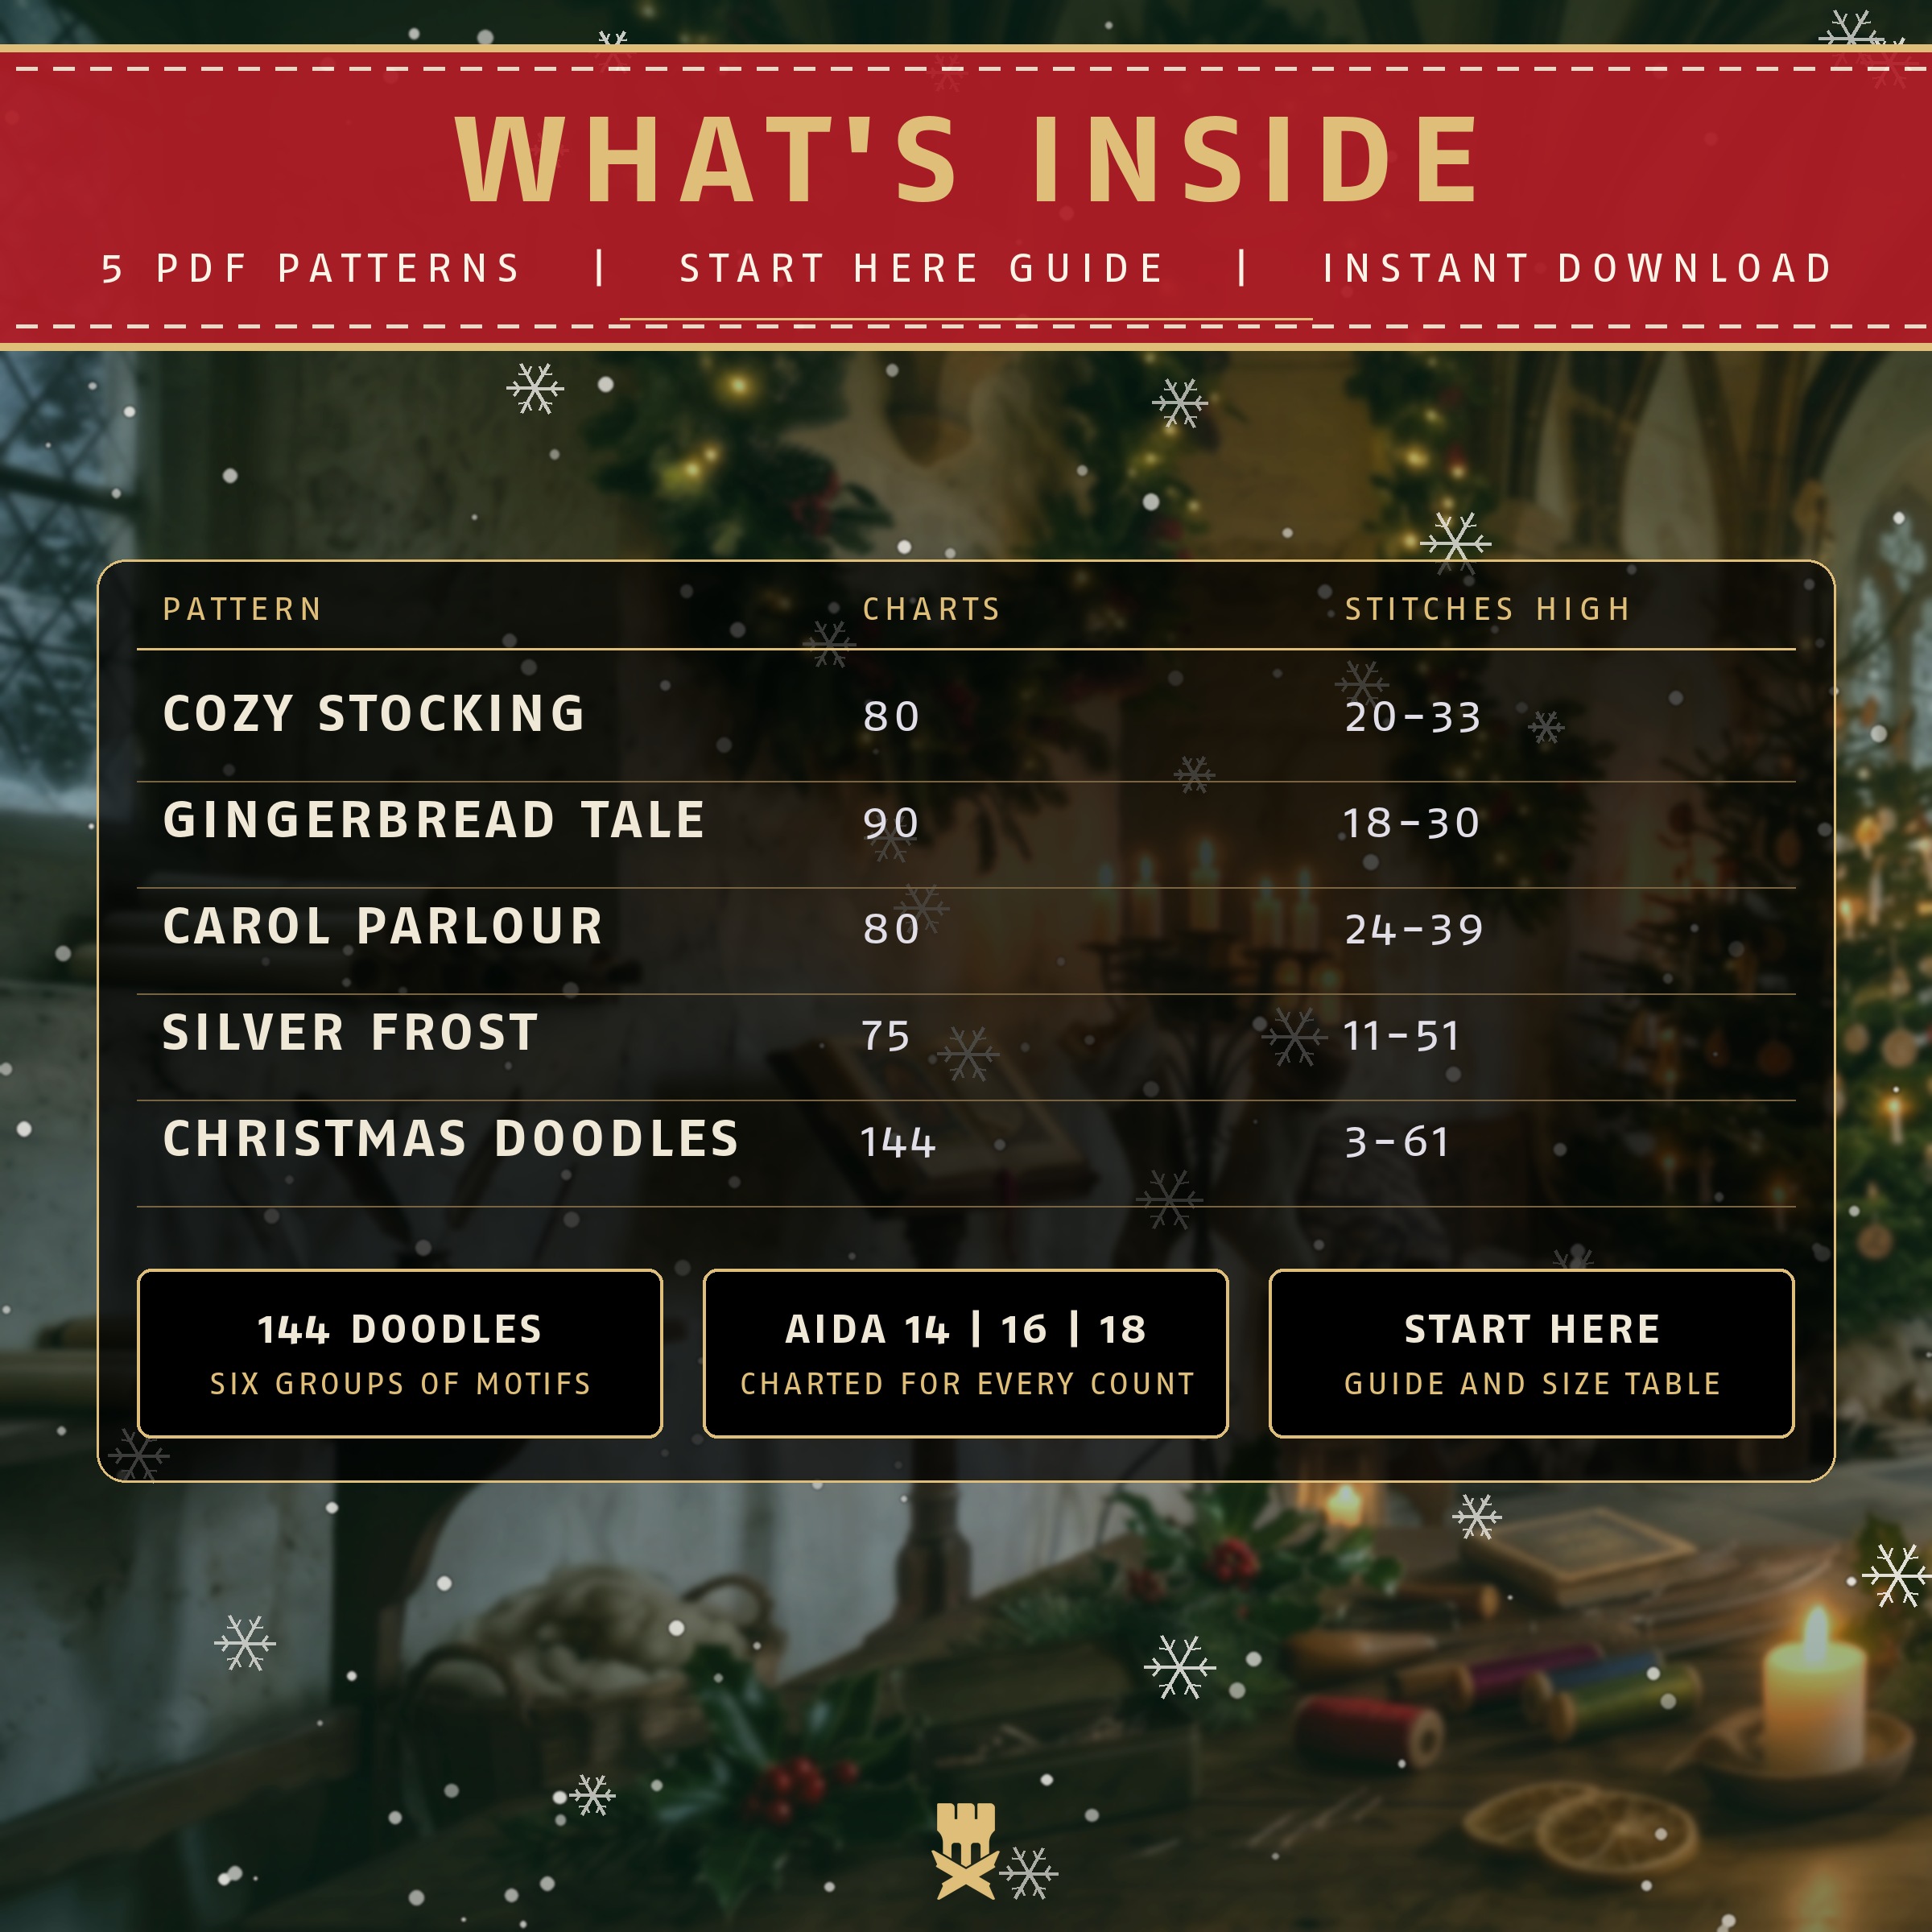 WHAT'S INSIDE
5 PDF PATTERNS | START HERE GUIDE | INSTANT DOWNLOAD
PATTERN CHARTS STITCHES HIGH
COZY STOCKING 80 20-33
GINGERBREAD TALE 90 18-30
CAROL PARLOUR 80 24-39
SILVER FROST 75 11-51
CHRISTMAS DOODLES 144 3-61
144 DOODLES
SIX GROUPS OF MOTIFS
AIDA 14 | 16 | 18
CHARTED FOR EVERY COUNT
START HERE
GUIDE AND SIZE TABLE